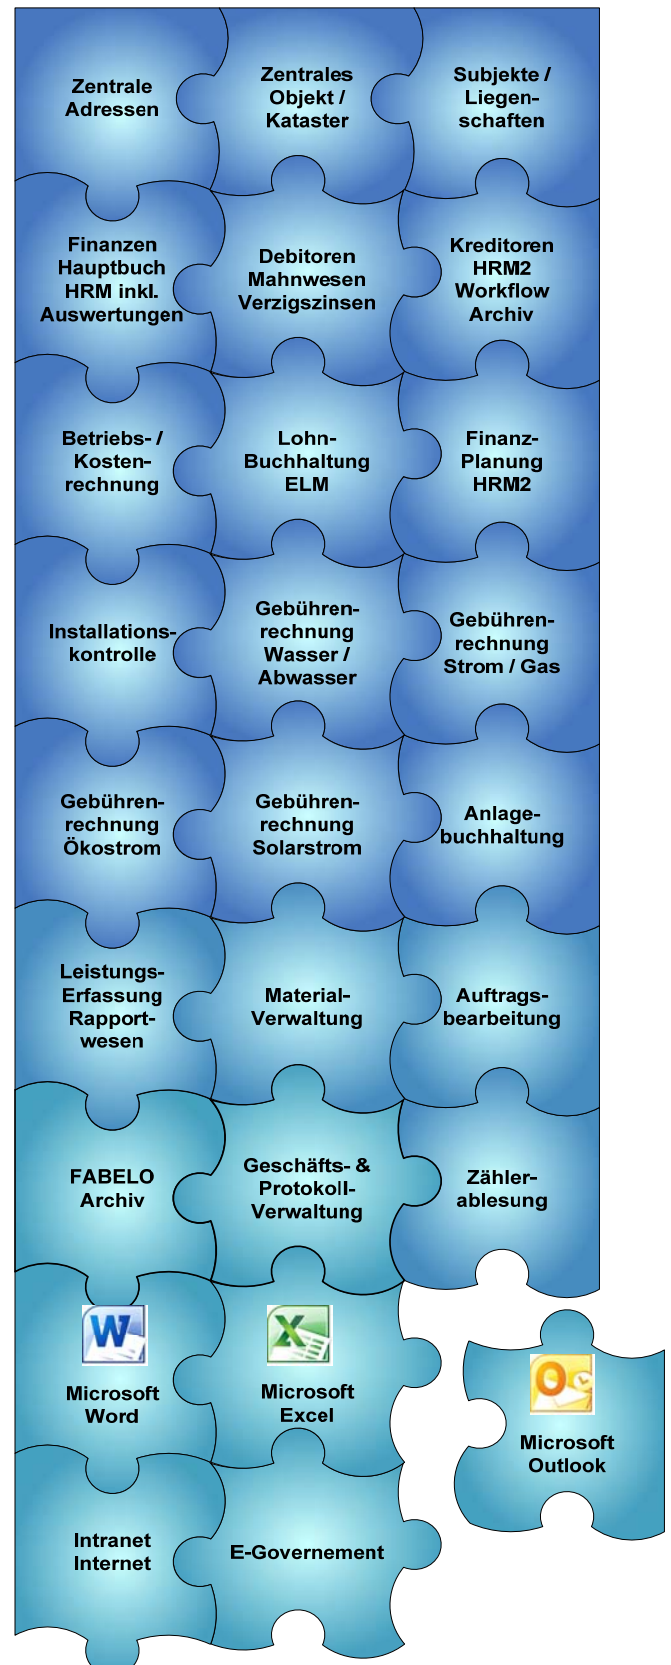 Zentrale
Adressen
Zentrales
Objekt /
Kataster
Subjekte /
Liegen-
schaften
Finanzen
Hauptbuch
HRM inkl.
Auswertungen
Debitoren
Mahnwesen
Verzigszinsen
Kreditoren
HRM2
Workflow
Archiv
Betriebs- /
Kosten-
rechnung
Lohn-
Buchhaltung
ELM
Finanz-
Planung
HRM2
Installations-
kontrolle
Gebühren-
rechnung
Wasser /
Abwasser
Gebühren-
rechnung
Strom / Gas
Gebühren-
rechnung
Ökostrom
Gebühren-
rechnung
Solarstrom
Anlage-
buchhaltung
Leistungs-
Erfassung
Rapport-
wesen
Material-
Verwaltung
Auftrags-
bearbeitung
FABELO
Archiv
Geschäfts- &
Protokoll-
Verwaltung
Zähler-
ablesung
Microsoft
Word
Microsoft
Excel
Microsoft
Outlook
Intranet
Internet
E-Governement